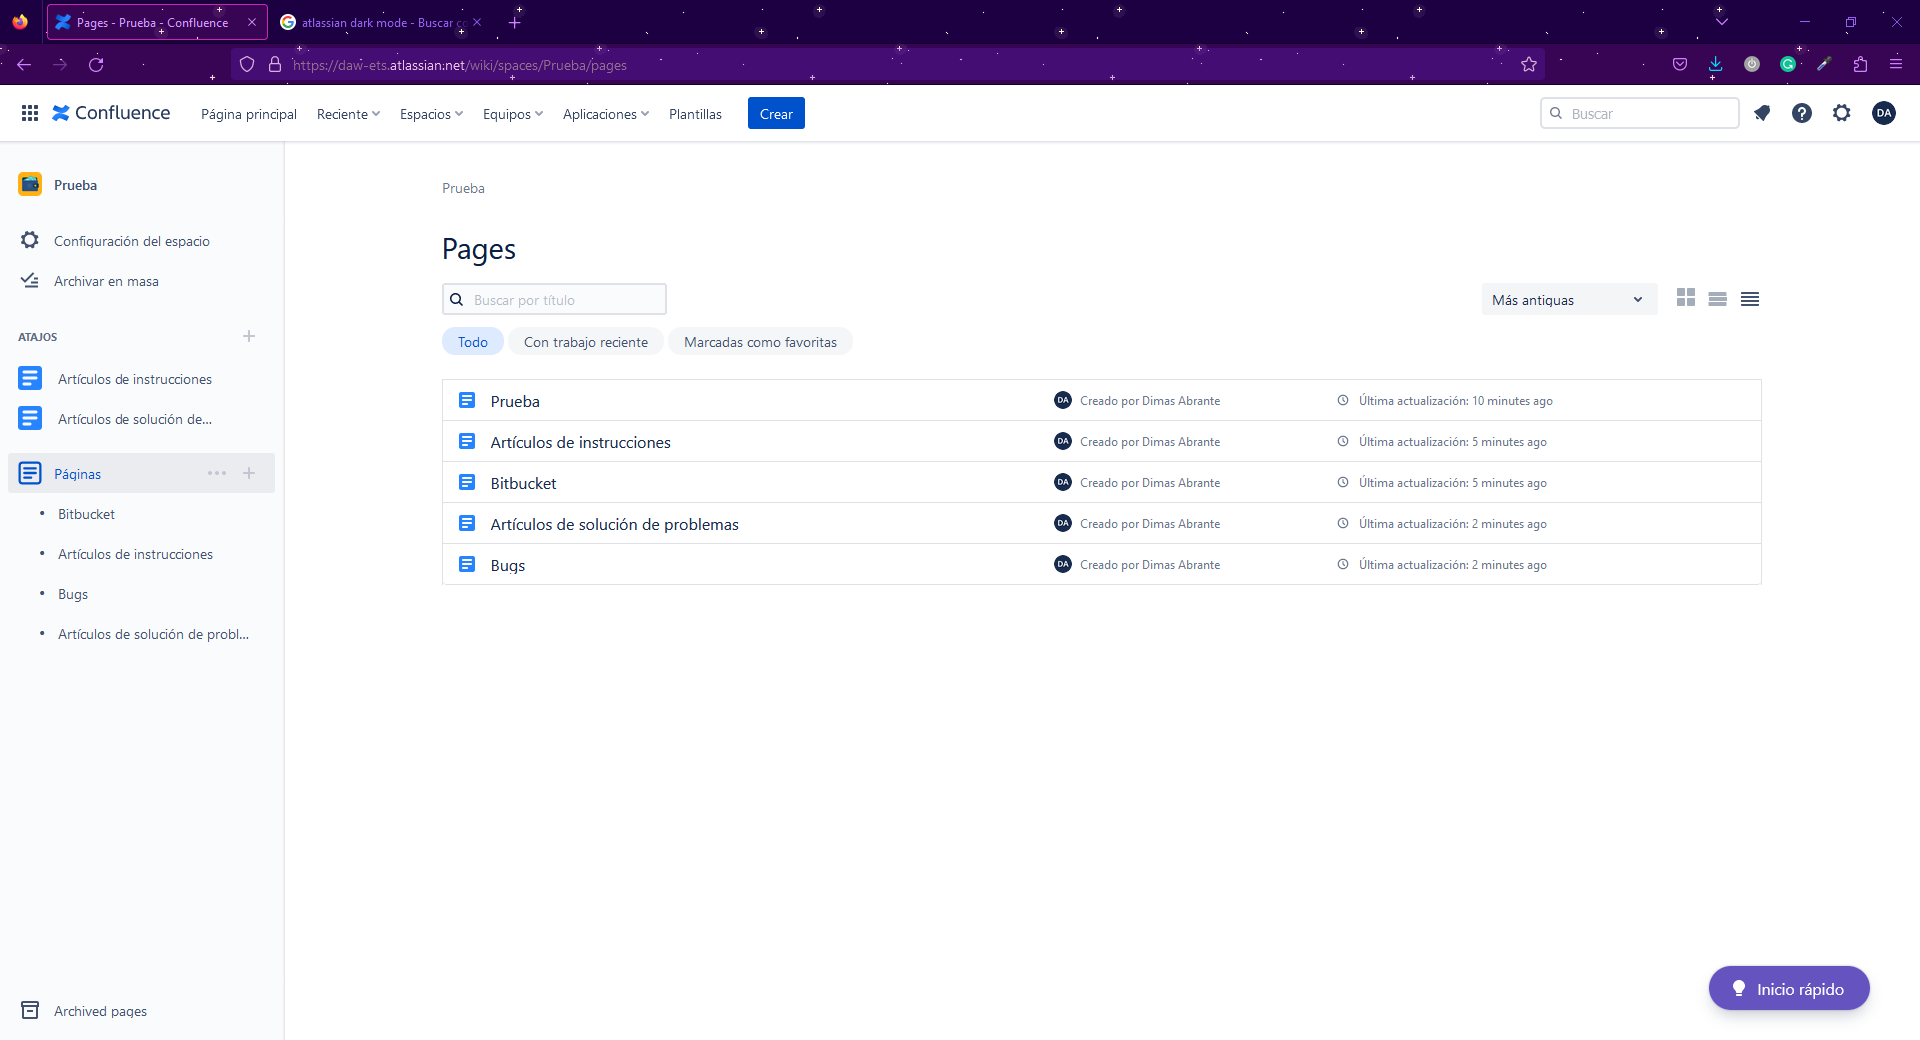 Pages - Prueba - Confluence
atlassian dark mode - Buscar c
https://daw-ets.atlassian.net/wiki/spaces/Prueba/pages
Confluence
Página principal
Reciente
Espacios
Equipos
Aplicaciones
Plantillas
Crear
Buscar
DA
Prueba
Configuración del espacio
Archivar en masa
ATAJOS
Artículos de instrucciones
Artículos de solución de...
Páginas
Bitbucket
Artículos de instrucciones
Bugs
Artículos de solución de probl...
Archived pages
Prueba
Pages
Buscar por título
Más antiguas
Todo
Con trabajo reciente
Marcadas como favoritas
Prueba DA Creado por Dimas Abrante Última actualización: 10 minutes ago
Artículos de instrucciones DA Creado por Dimas Abrante Última actualización: 5 minutes ago
Bitbucket DA Creado por Dimas Abrante Última actualización: 5 minutes ago
Artículos de solución de problemas DA Creado por Dimas Abrante Última actualización: 2 minutes ago
Bugs DA Creado por Dimas Abrante Última actualización: 2 minutes ago
Inicio rápido